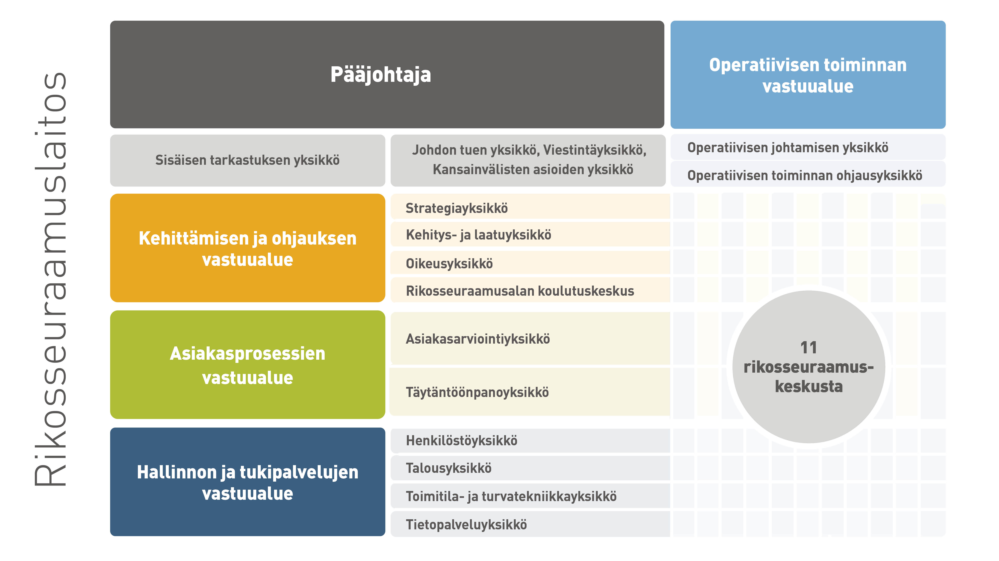 Rikosseuraamuslaitos
Pääjohtaja
Operatiivisen toiminnan
vastuualue
Sisäisen tarkastuksen yksikkö
Johdon tuen yksikkö, Viestintäyksikkö,
Kansainvälisten asioiden yksikkö
Operatiivisen johtamisen yksikkö
Operatiivisen toiminnan ohjausyksikkö
Kehittämisen ja ohjauksen
vastuualue
Strategiayksikkö
Kehitys- ja laatuyksikkö
Oikeusyksikkö
Rikosseuraamusalan koulutuskeskus
Asiakasprosessien
vastuualue
Asiakasarviointiyksikkö
Täytäntöönpanoyksikkö
11
rikosseuraamus-
keskusta
Hallinnon ja tukipalvelujen
vastuualue
Henkilöstöyksikkö
Talousyksikkö
Toimitila- ja turvatekniikkayksikkö
Tietopalveluyksikkö